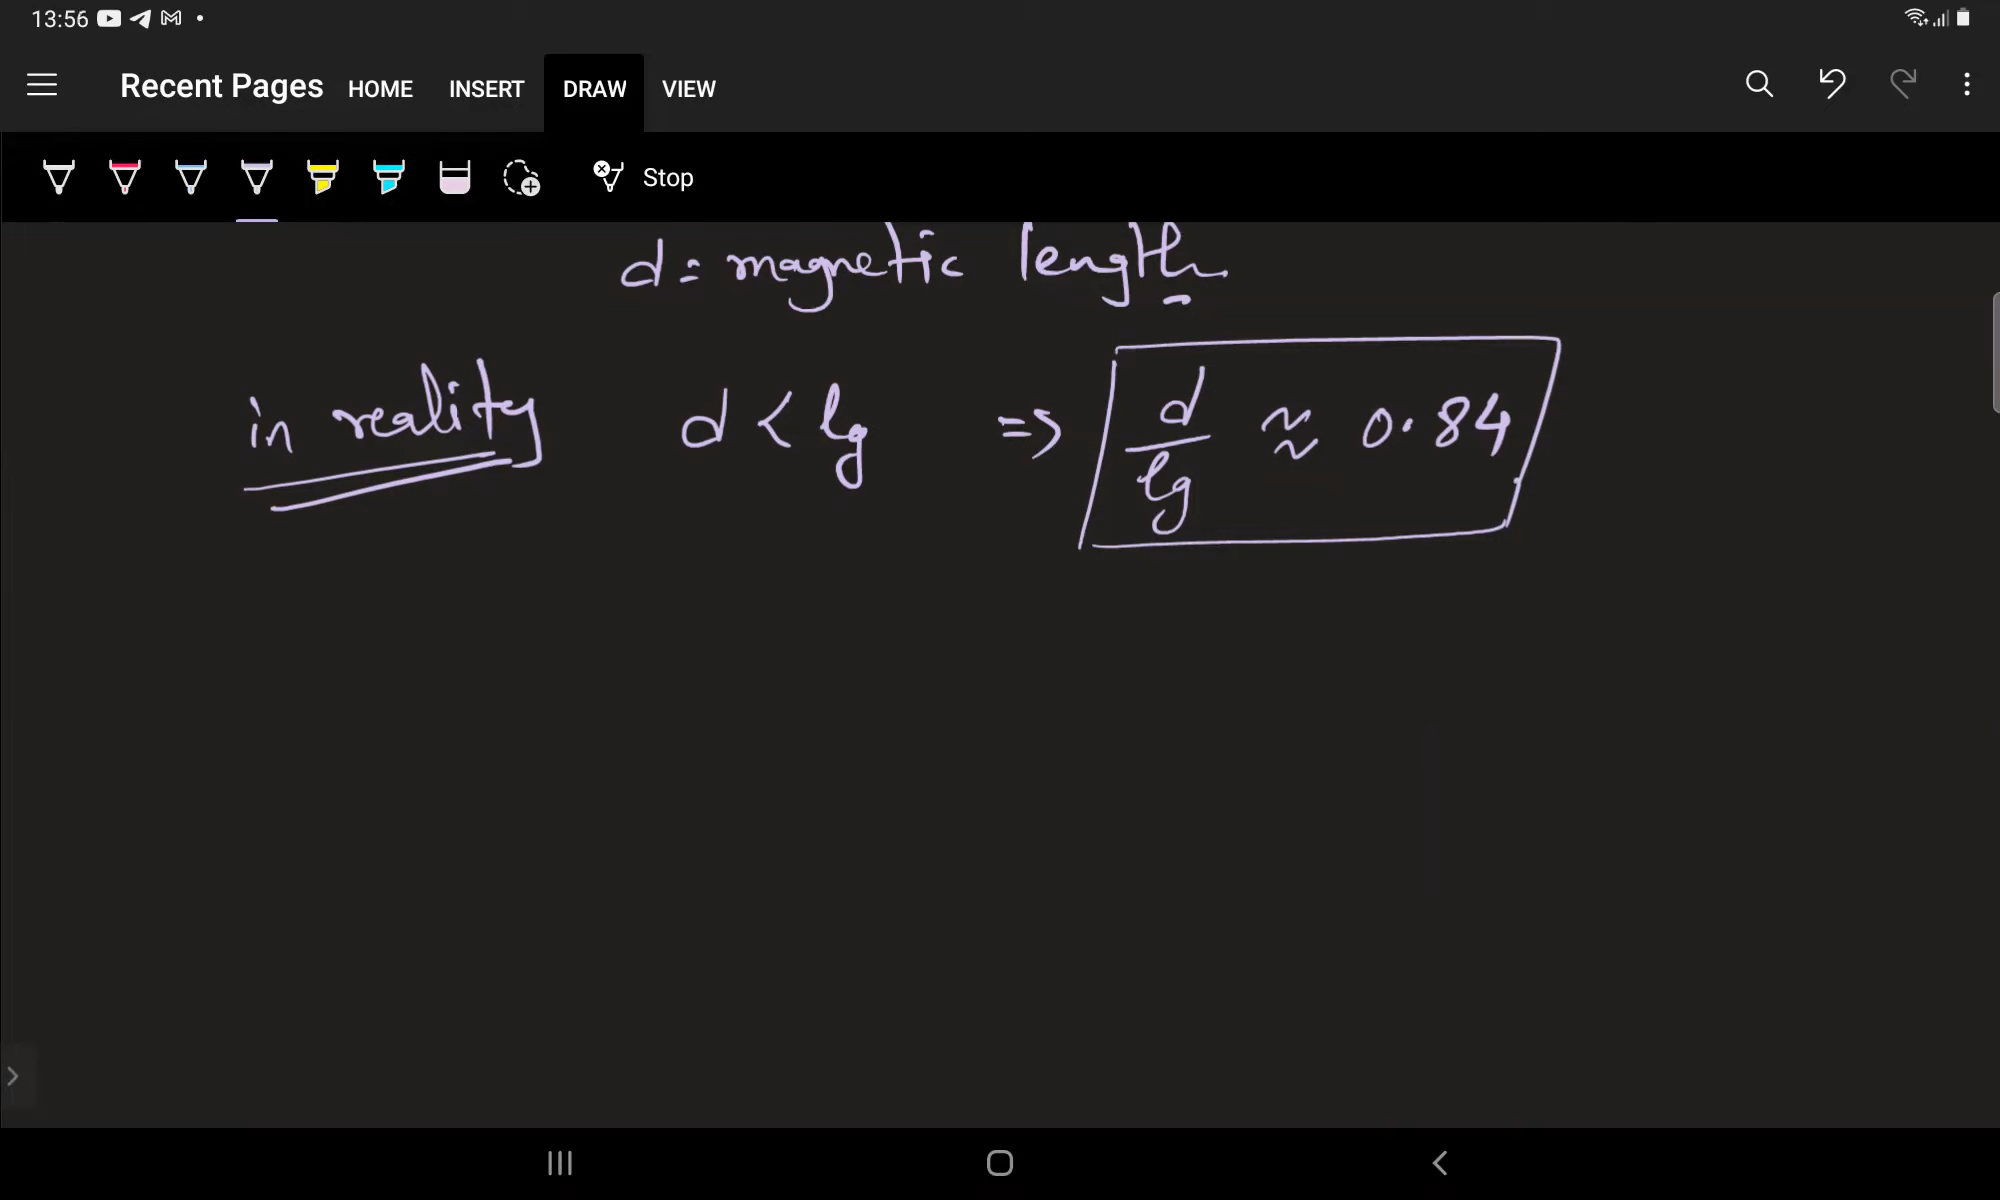 13:56
Recent Pages HOME INSERT DRAW VIEW
Stop
d = magnetic length.
in reality d < lg => d/lg ≈ 0.84